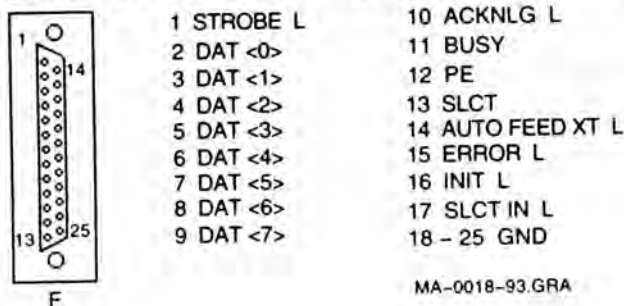 1
14
13
25
F
1 STROBE L
2 DAT <0>
3 DAT <1>
4 DAT <2>
5 DAT <3>
6 DAT <4>
7 DAT <5>
8 DAT <6>
9 DAT <7>
10 ACKNLG L
11 BUSY
12 PE
13 SLCT
14 AUTO FEED XT L
15 ERROR L
16 INIT L
17 SLCT IN L
18 – 25 GND
MA-0018-93.GRA